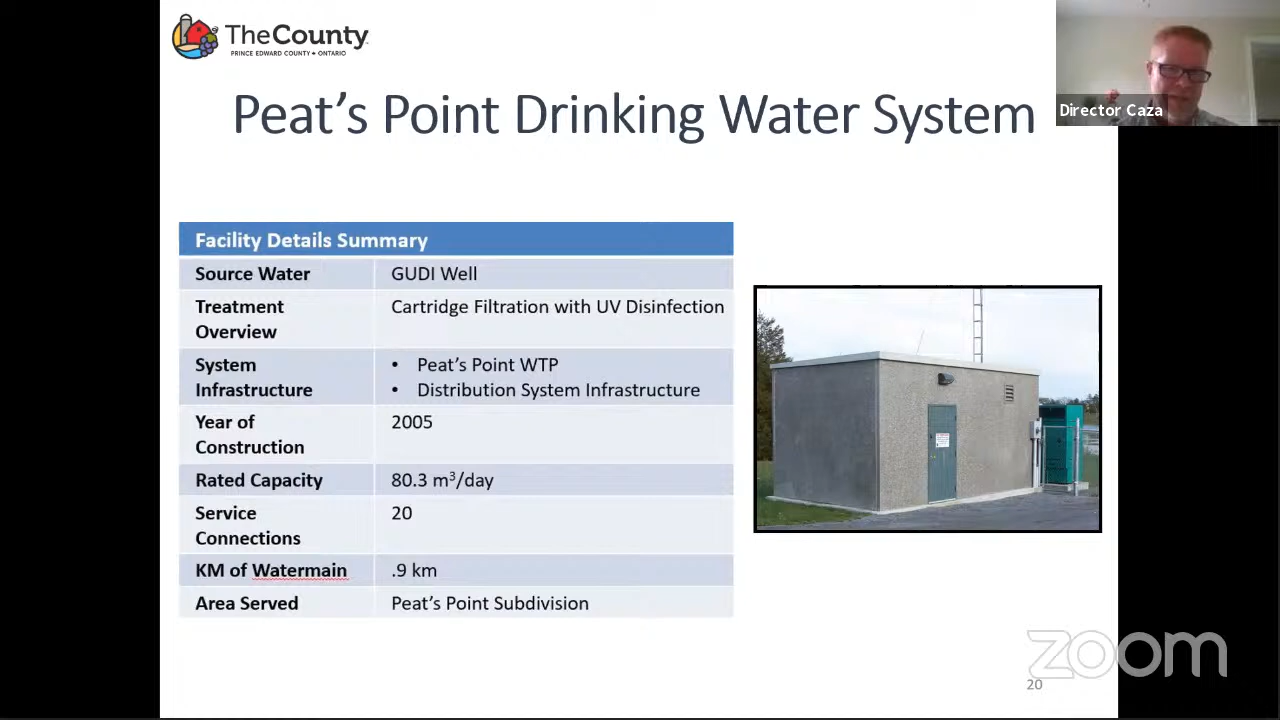 TheCounty
PRINCE EDWARD COUNTY • ONTARIO
Peat's Point Drinking Water System
Director Caza
Facility Details Summary
Source Water GUDI Well
Treatment Overview Cartridge Filtration with UV Disinfection
System Infrastructure • Peat's Point WTP
• Distribution System Infrastructure
Year of Construction 2005
Rated Capacity 80.3 m³/day
Service Connections 20
KM of Watermain .9 km
Area Served Peat's Point Subdivision
zoom
20